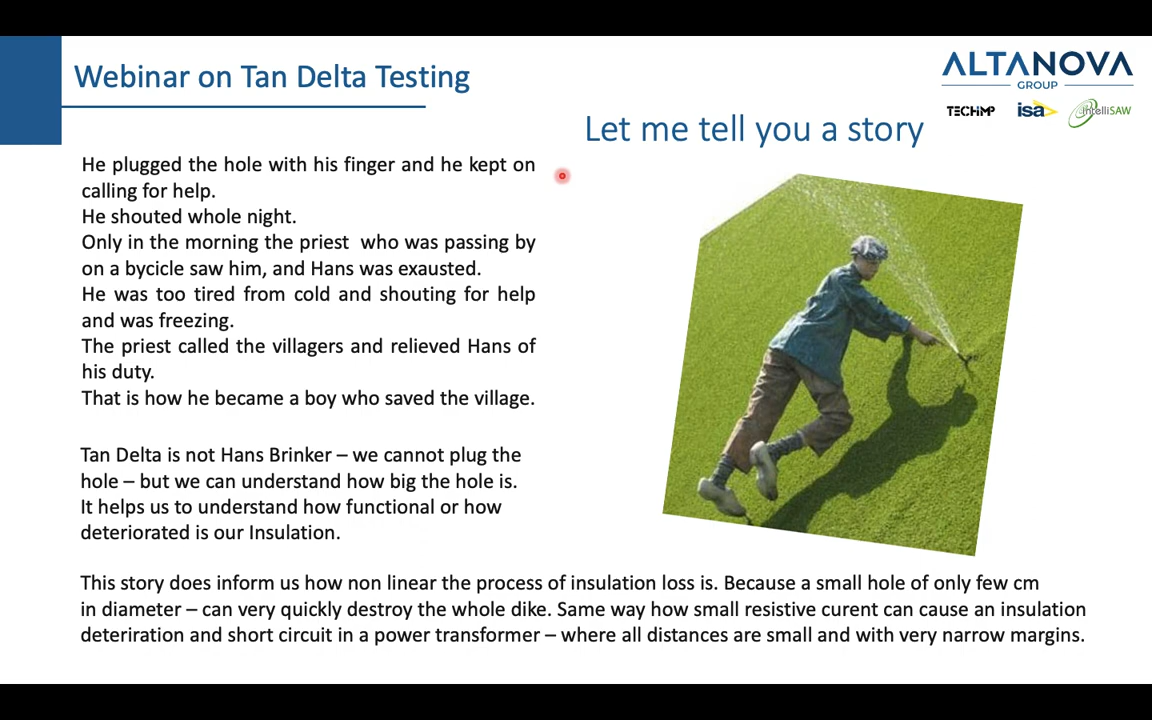 Webinar on Tan Delta Testing
ALTANOVA
GROUP
TECHIMP
isa
intelliSAW
Let me tell you a story
He plugged the hole with his finger and he kept on
calling for help.
He shouted whole night.
Only in the morning the priest who was passing by
on a bycicle saw him, and Hans was exausted.
He was too tired from cold and shouting for help
and was freezing.
The priest called the villagers and relieved Hans of
his duty.
That is how he became a boy who saved the village.
Tan Delta is not Hans Brinker – we cannot plug the
hole – but we can understand how big the hole is.
It helps us to understand how functional or how
deteriorated is our Insulation.
This story does inform us how non linear the process of insulation loss is. Because a small hole of only few cm
in diameter – can very quickly destroy the whole dike. Same way how small resistive curent can cause an insulation
deteriration and short circuit in a power transformer – where all distances are small and with very narrow margins.